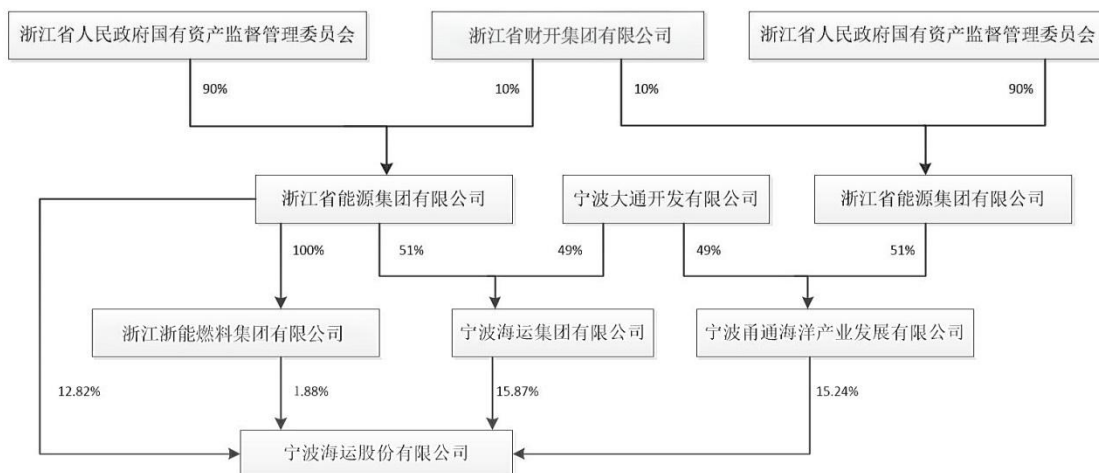 浙江省人民政府国有资产监督管理委员会
浙江省财开集团有限公司
浙江省人民政府国有资产监督管理委员会
90%
10%
10%
90%
浙江省能源集团有限公司
宁波大通开发有限公司
浙江省能源集团有限公司
100%
51%
49%
49%
51%
浙江浙能燃料集团有限公司
宁波海运集团有限公司
宁波甬通海洋产业发展有限公司
12.82%
1.88%
15.87%
15.24%
宁波海运股份有限公司